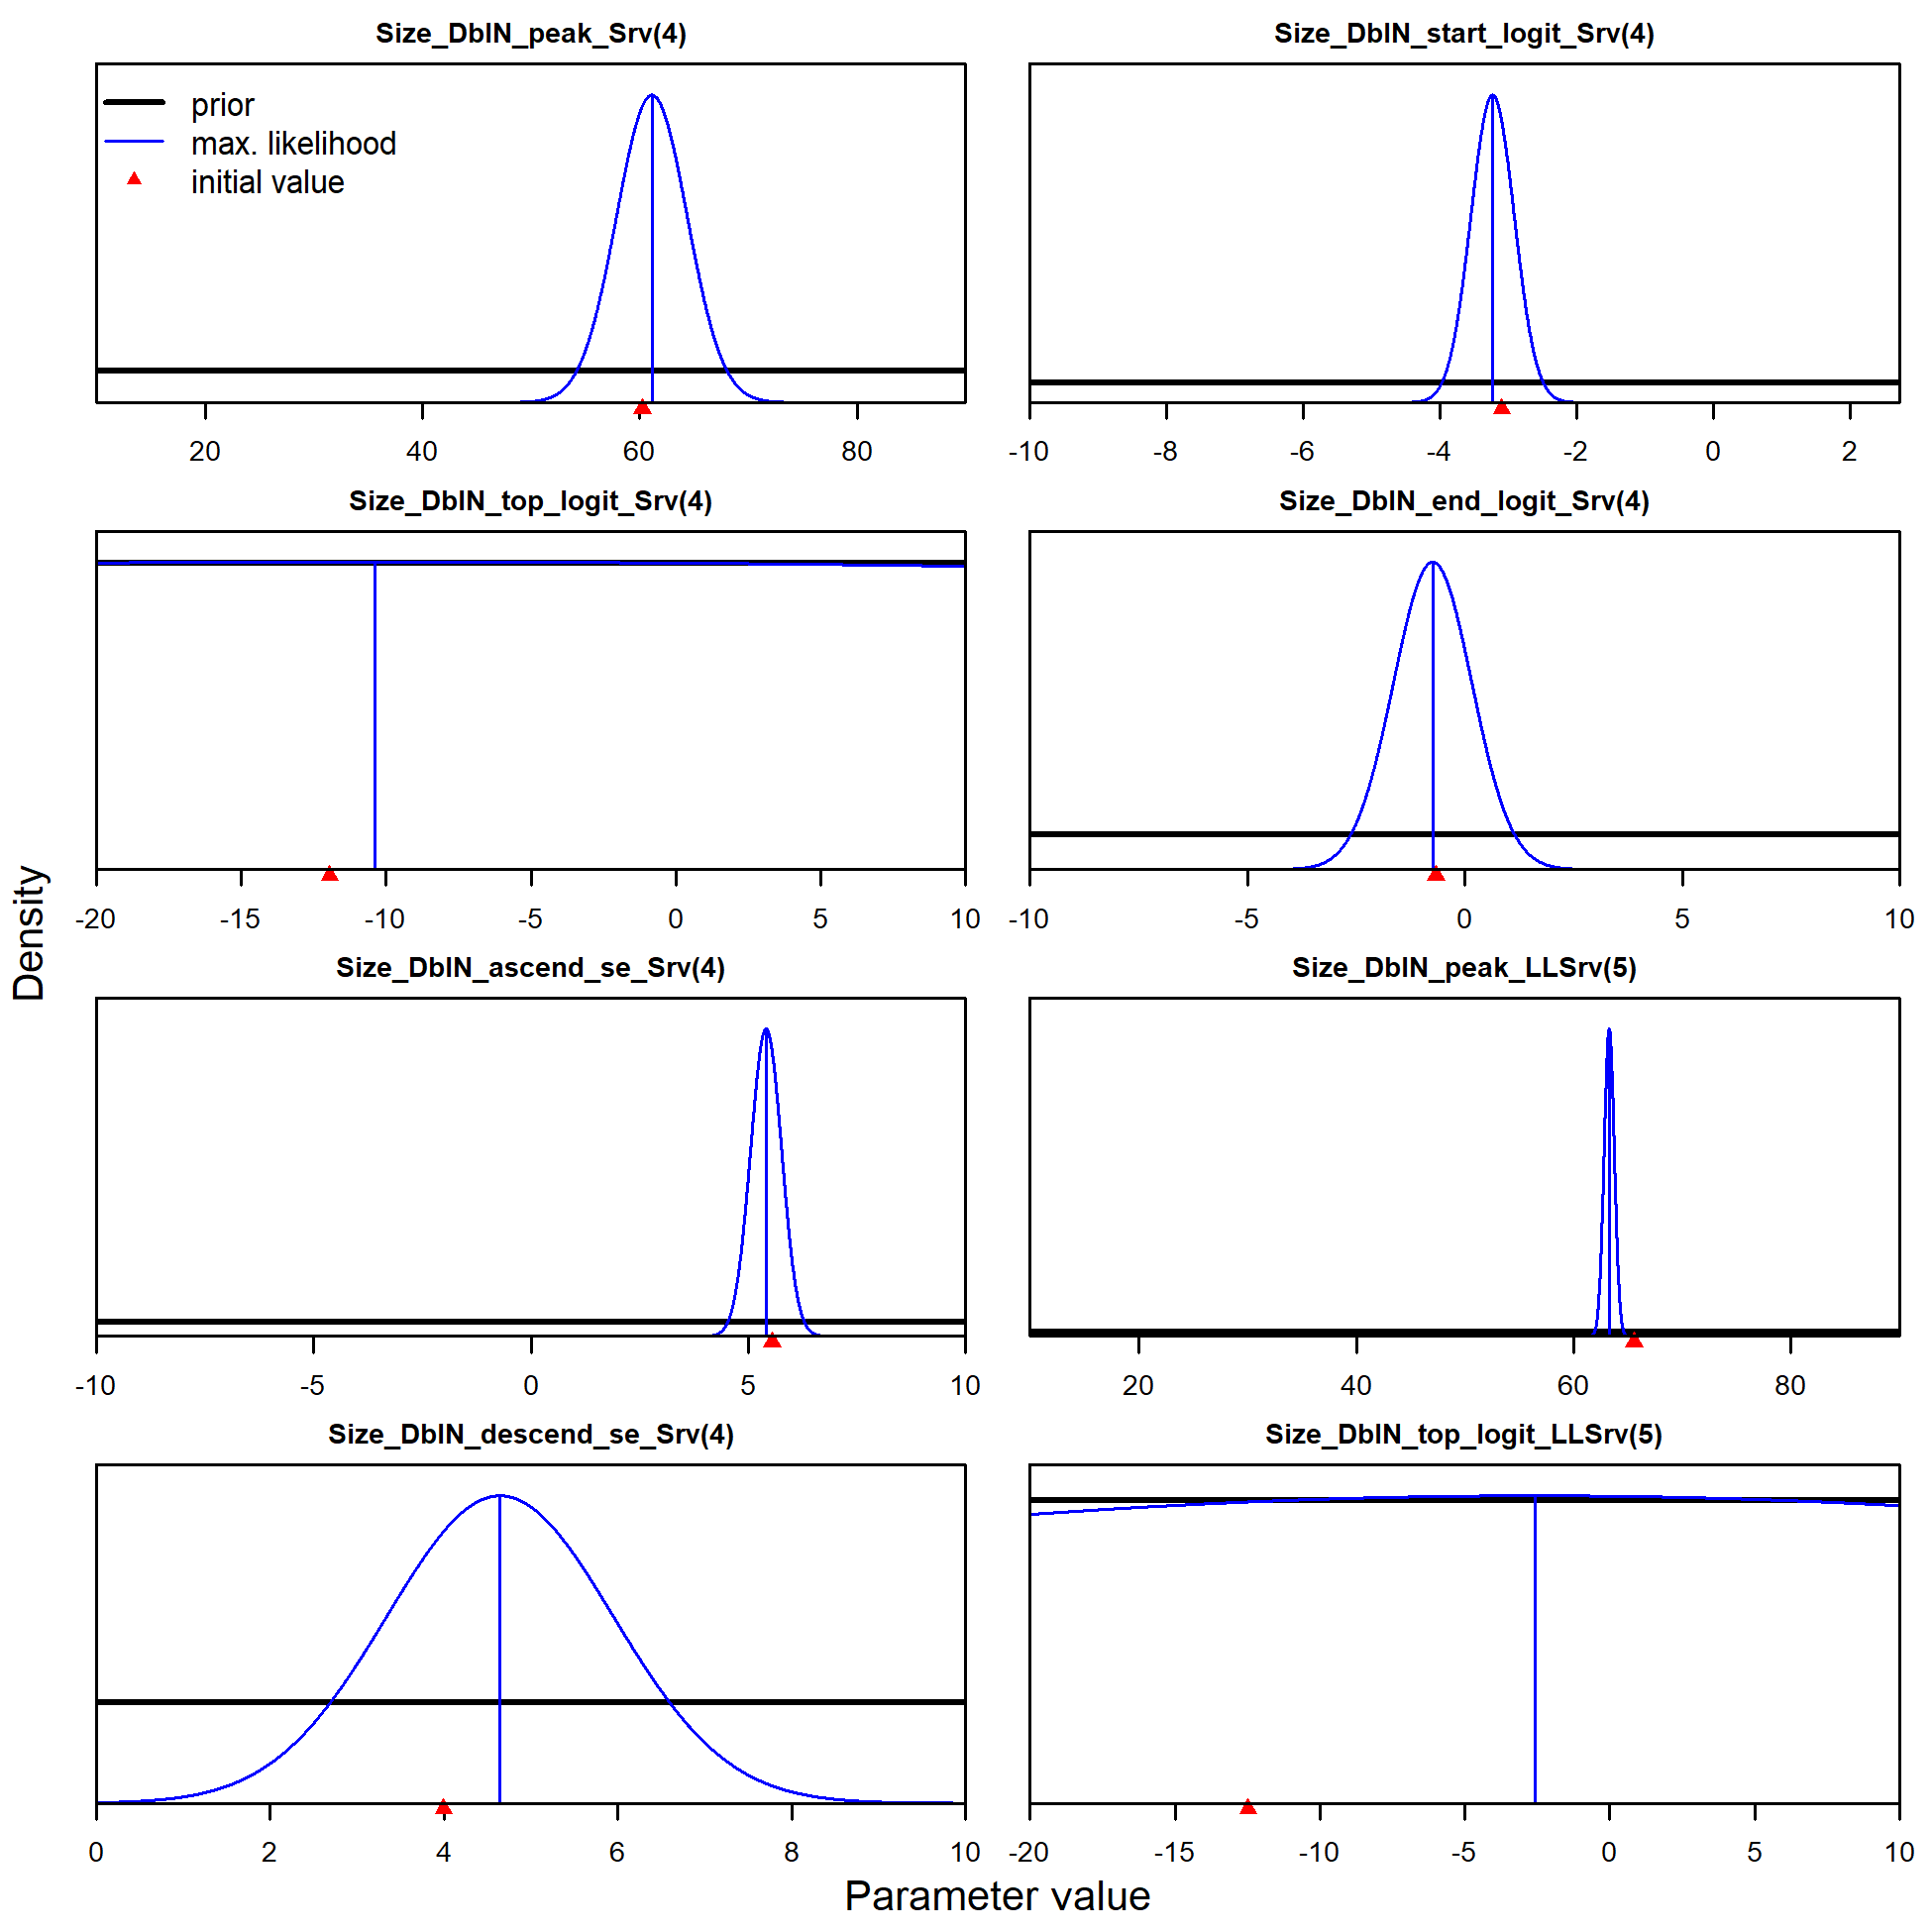 Size_DblN_peak_Srv(4)
Size_DblN_start_logit_Srv(4)
prior
max. likelihood
initial value
20 40 60 80
-10 -8 -6 -4 -2 0 2
Size_DblN_top_logit_Srv(4)
Size_DblN_end_logit_Srv(4)
-20 -15 -10 -5 0 5 10
-10 -5 0 5 10
Density
Size_DblN_ascend_se_Srv(4)
Size_DblN_peak_LLSrv(5)
-10 -5 0 5 10
20 40 60 80
Size_DblN_descend_se_Srv(4)
Size_DblN_top_logit_LLSrv(5)
0 2 4 6 8 10
-20 -15 -10 -5 0 5 10
Parameter value